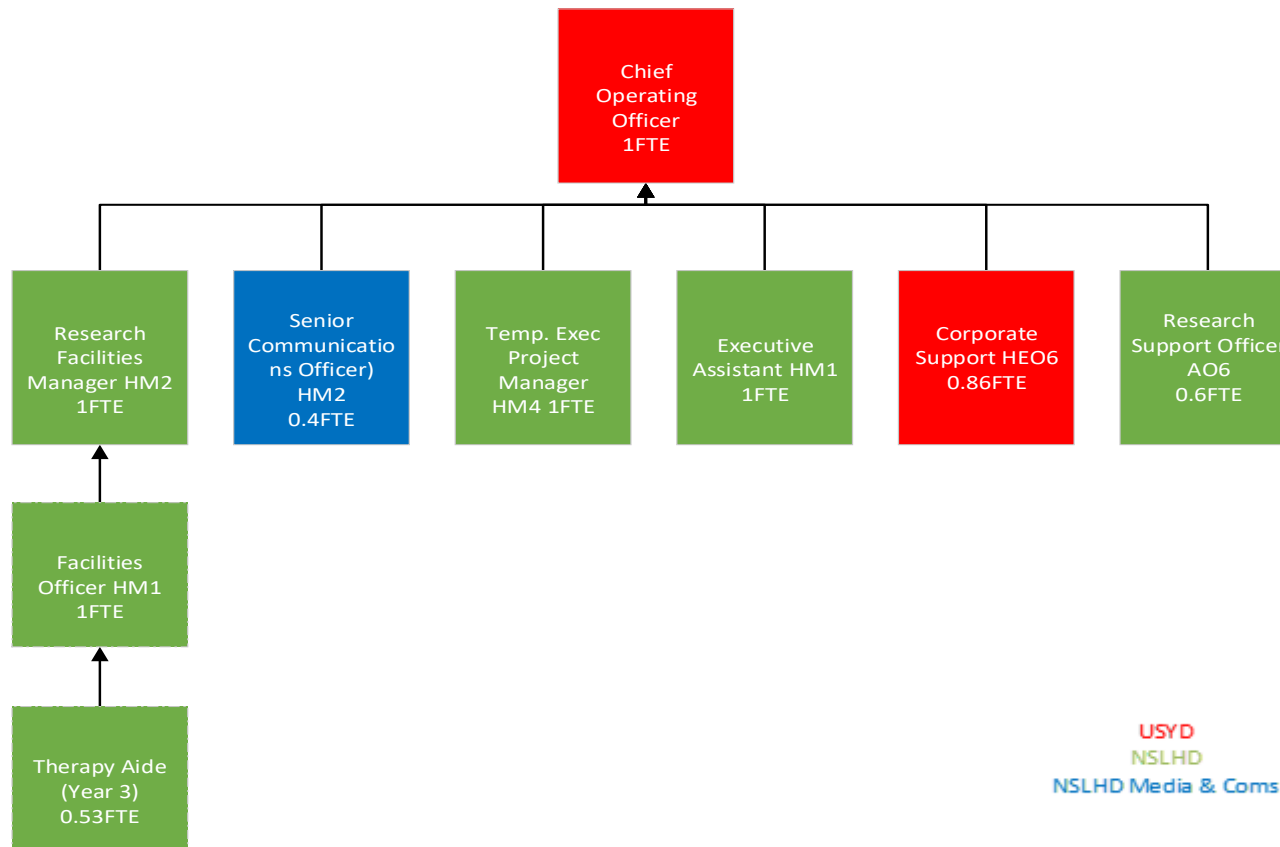 Chief
Operating
Officer
1FTE
Research
Facilities
Manager HM2
1FTE
Senior
Communicatio
ns Officer)
HM2
0.4FTE
Temp. Exec
Project
Manager
HM4 1FTE
Executive
Assistant HM1
1FTE
Corporate
Support HEO6
0.86FTE
Research
Support Officer
AO6
0.6FTE
Facilities
Officer HM1
1FTE
Therapy Aide
(Year 3)
0.53FTE
USYD
NSLHD
NSLHD Media & Coms